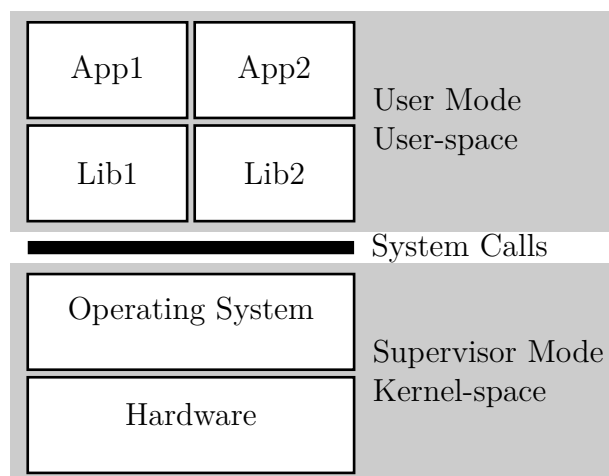 App1 App2
User Mode
User-space
Lib1 Lib2
System Calls
Operating System
Supervisor Mode
Kernel-space
Hardware